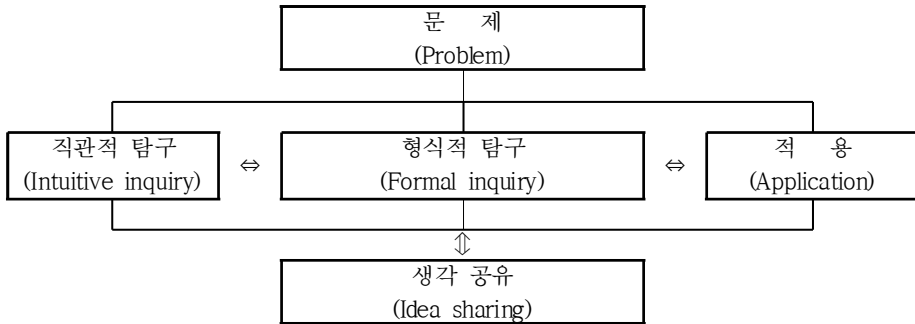 문 제
(Problem)
직관적 탐구
(Intuitive inquiry)
⇔
형식적 탐구
(Formal inquiry)
⇔
적 용
(Application)
⇕
생각 공유
(Idea sharing)